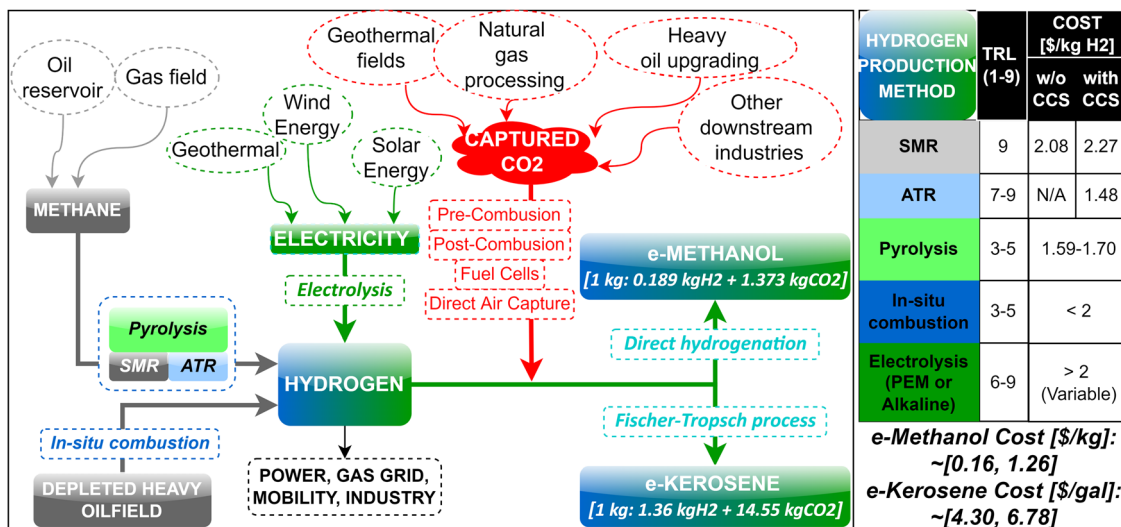 Oil
reservoir
Gas field
METHANE
Geothermal
Wind
Energy
Solar
Energy
ELECTRICITY
Electrolysis
Geothermal
fields
Natural
gas
processing
Heavy
oil upgrading
Other
downstream
industries
CAPTURED
CO2
Pre-Combusion
Post-Combusion
Fuel Cells
Direct Air Capture
Pyrolysis
SMR
ATR
HYDROGEN
In-situ combustion
DEPLETED HEAVY
OILFIELD
POWER, GAS GRID,
MOBILITY, INDUSTRY
e-METHANOL
[1 kg: 0.189 kgH2 + 1.373 kgCO2]
Direct hydrogenation
Fischer-Tropsch process
e-KEROSENE
[1 kg: 1.36 kgH2 + 14.55 kgCO2]
HYDROGEN
PRODUCTION
METHOD
TRL
(1-9)
COST
[$/kg H2]
w/o
CCS
with
CCS
SMR 9 2.08 2.27
ATR 7-9 N/A 1.48
Pyrolysis 3-5 1.59-1.70
In-situ
combustion
3-5 < 2
Electrolysis
(PEM or
Alkaline)
6-9
> 2
(Variable)
e-Methanol Cost [$/kg]:
~[0.16, 1.26]
e-Kerosene Cost [$/gal]:
~[4.30, 6.78]